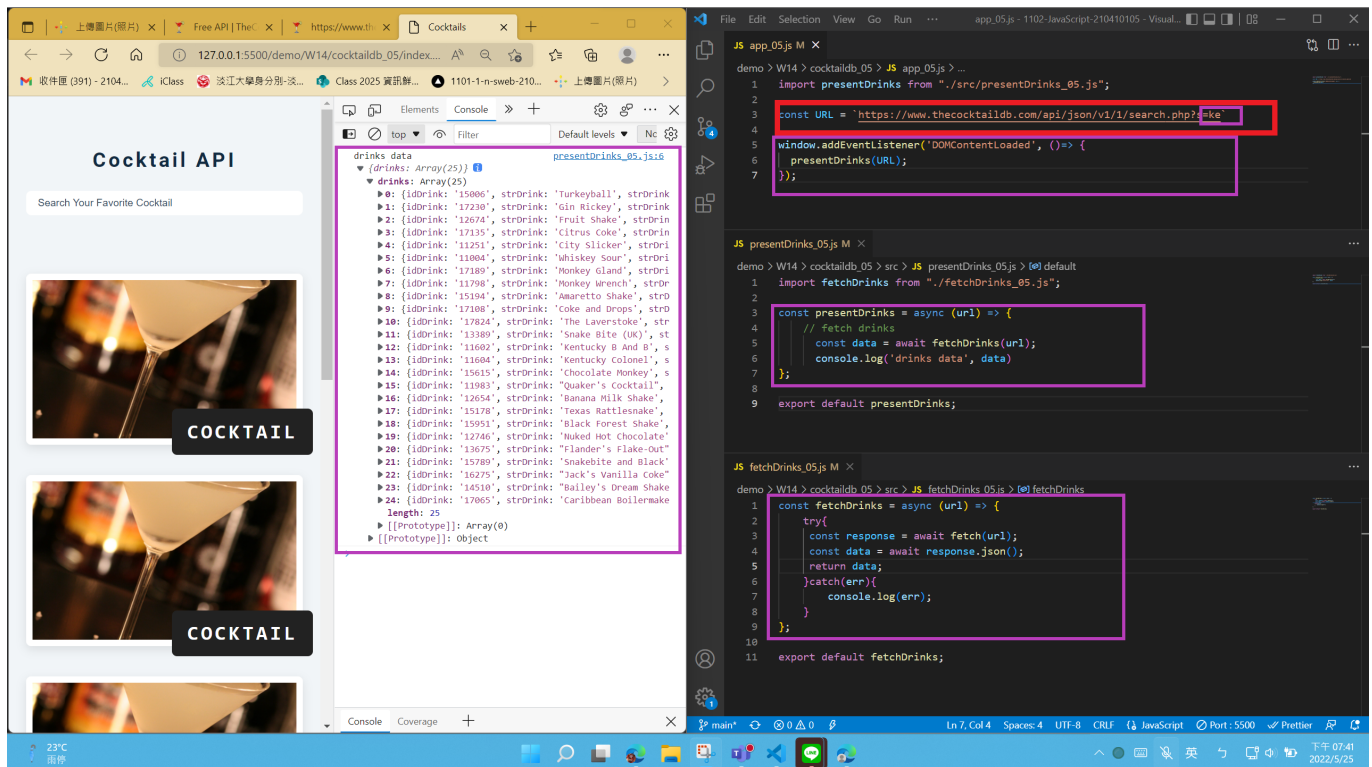 上傳圖片(照片)
Free API | TheC
https://www.th
Cocktails
127.0.0.1:5500/demo/W14/cocktaildb_05/index....
收件匣 (391) - 2104...
iClass
淡江大學身分別-淡...
Class 2025 資訊鮮...
1101-1-n-sweb-210...
上傳圖片(照片)
Cocktail API
Search Your Favorite Cocktail
COCKTAIL
COCKTAIL
Elements
Console
top
Filter
Default levels
Nc
drinks data
presentDrinks_05.js:6
{drinks: Array(25)}
drinks: Array(25)
0: {idDrink: '15006', strDrink: 'Turkeyball', strDrink
1: {idDrink: '17230', strDrink: 'Gin Rickey', strDrink
2: {idDrink: '12674', strDrink: 'Fruit Shake', strDrin
3: {idDrink: '17135', strDrink: 'Citrus Coke', strDrin
4: {idDrink: '11251', strDrink: 'City Slicker', strDri
5: {idDrink: '11004', strDrink: 'Whiskey Sour', strDri
6: {idDrink: '17189', strDrink: 'Monkey Gland', strDri
7: {idDrink: '11798', strDrink: 'Monkey Wrench', strDr
8: {idDrink: '15194', strDrink: 'Amaretto Shake', strD
9: {idDrink: '17108', strDrink: 'Coke and Drops', strD
10: {idDrink: '17824', strDrink: 'The Laverstoke', str
11: {idDrink: '13389', strDrink: 'Snake Bite (UK)', st
12: {idDrink: '11602', strDrink: 'Kentucky B And B', s
13: {idDrink: '11604', strDrink: 'Kentucky Colonel', s
14: {idDrink: '15615', strDrink: 'Chocolate Monkey', s
15: {idDrink: '11983', strDrink: "Quaker's Cocktail",
16: {idDrink: '12654', strDrink: 'Banana Milk Shake',
17: {idDrink: '15178', strDrink: 'Texas Rattlesnake',
18: {idDrink: '15951', strDrink: 'Black Forest Shake',
19: {idDrink: '12746', strDrink: 'Nuked Hot Chocolate'
20: {idDrink: '13675', strDrink: "Flander's Flake-Out"
21: {idDrink: '15789', strDrink: 'Snakebite and Black'
22: {idDrink: '16275', strDrink: "Jack's Vanilla Coke"
23: {idDrink: '14510', strDrink: "Bailey's Dream Shake
24: {idDrink: '17065', strDrink: 'Caribbean Boilermake
length: 25
[[Prototype]]: Array(0)
[[Prototype]]: Object
Console
Coverage
File Edit Selection View Go Run ...
app_05.js - 1102-JavaScript-210410105 - Visual...
JS app_05.js M
demo > W14 > cocktaildb_05 > JS app_05.js > ...
1 import presentDrinks from "./src/presentDrinks_05.js";
2
3 const URL = `https://www.thecocktaildb.com/api/json/v1/1/search.php?s=ke`
4
5 window.addEventListener('DOMContentLoaded', ()=> {
6 presentDrinks(URL);
7 });
JS presentDrinks_05.js M
demo > W14 > cocktaildb_05 > src > JS presentDrinks_05.js > default
1 import fetchDrinks from "./fetchDrinks_05.js";
2
3 const presentDrinks = async (url) => {
4 // fetch drinks
5 const data = await fetchDrinks(url);
6 console.log('drinks data', data)
7 };
8
9 export default presentDrinks;
JS fetchDrinks_05.js M
demo > W14 > cocktaildb_05 > src > JS fetchDrinks_05.js > fetchDrinks
1 const fetchDrinks = async (url) => {
2 try{
3 const response = await fetch(url);
4 const data = await response.json();
5 return data;
6 }catch(err){
7 console.log(err);
8 }
9 };
10
11 export default fetchDrinks;
4
1
main*
0
0
Ln 7, Col 4
Spaces: 4
UTF-8
CRLF
JavaScript
Port : 5500
Prettier
23°C
雨停
英
下午 07:41
2022/5/25